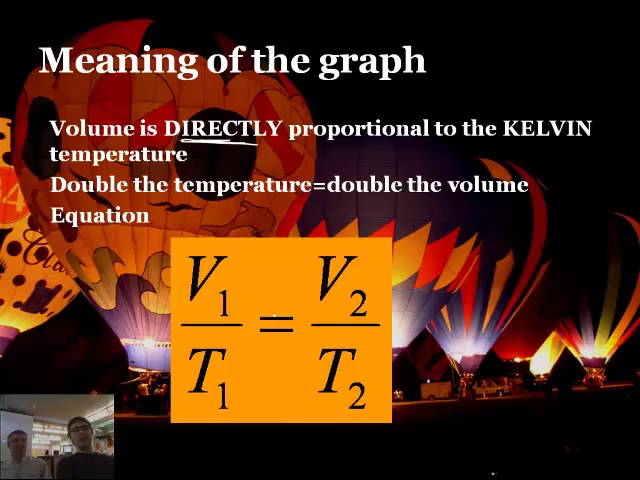 Meaning of the graph
Volume is DIRECTLY proportional to the KELVIN
temperature
Double the temperature=double the volume
Equation
V₁/T₁ = V₂/T₂